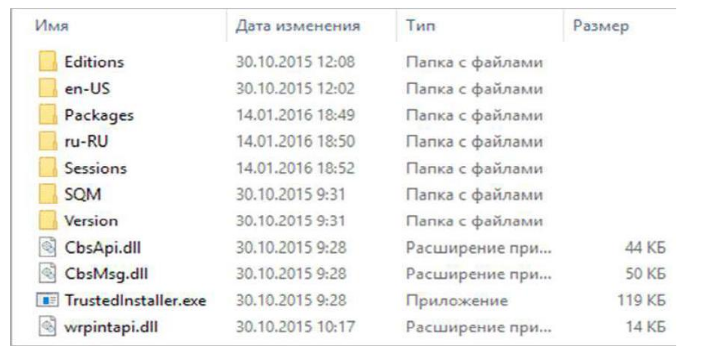 Имя Дата изменения Тип Размер
Editions 30.10.2015 12:08 Папка с файлами
en-US 30.10.2015 12:02 Папка с файлами
Packages 14.01.2016 18:49 Папка с файлами
ru-RU 14.01.2016 18:50 Папка с файлами
Sessions 14.01.2016 18:52 Папка с файлами
SQM 30.10.2015 9:31 Папка с файлами
Version 30.10.2015 9:31 Папка с файлами
CbsApi.dll 30.10.2015 9:28 Расширение при... 44 КБ
CbsMsg.dll 30.10.2015 9:28 Расширение при... 50 КБ
TrustedInstaller.exe 30.10.2015 9:28 Приложение 119 КБ
wrpintapi.dll 30.10.2015 10:17 Расширение при... 14 КБ